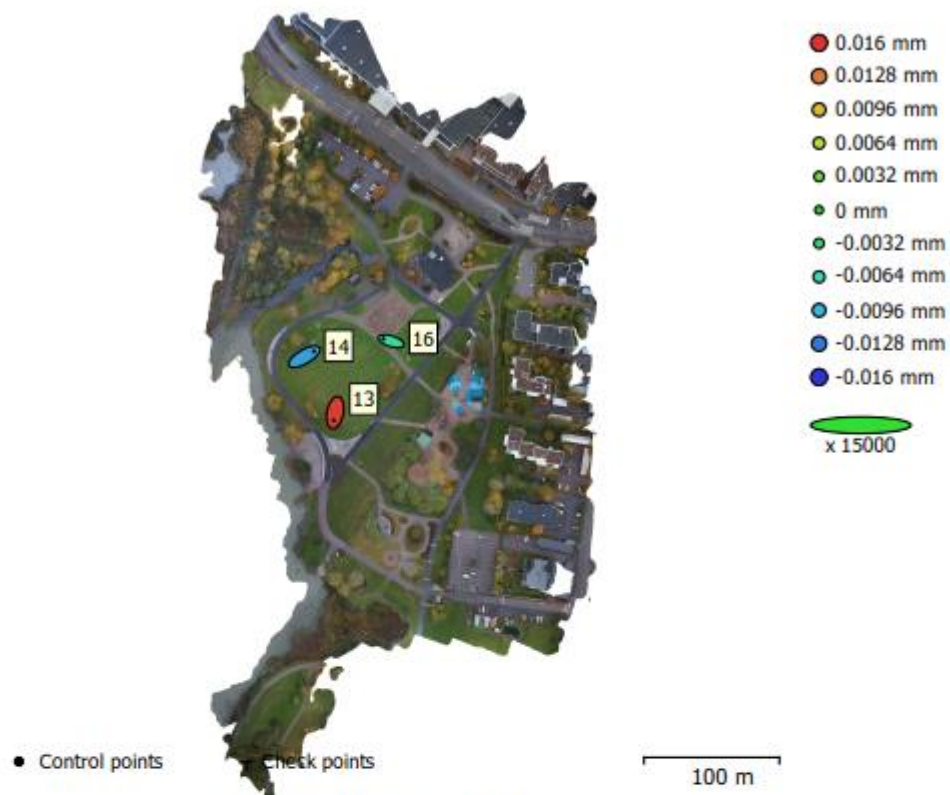 0.016 mm
0.0128 mm
0.0096 mm
0.0064 mm
0.0032 mm
0 mm
-0.0032 mm
-0.0064 mm
-0.0096 mm
-0.0128 mm
-0.016 mm
x 15000
16
14
13
Control points
Check points
100 m